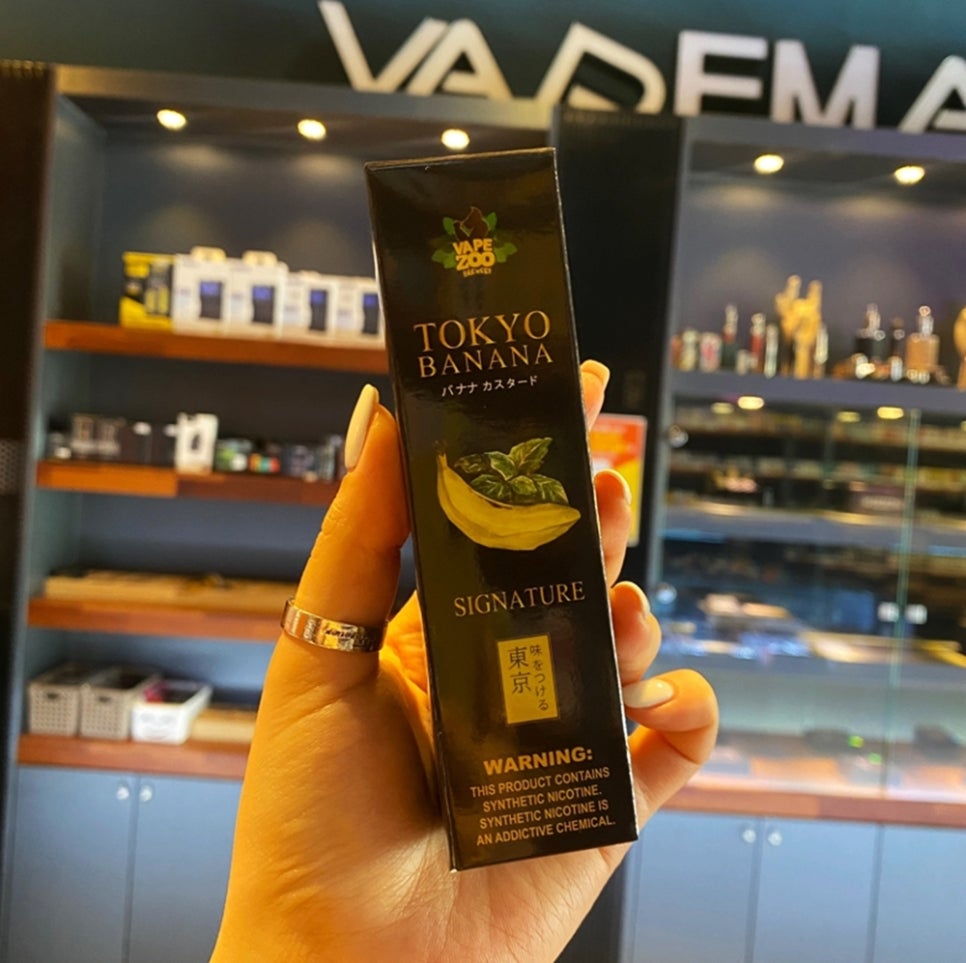 VAPEMA
VAPE
ZOO
BREWERY
TOKYO
BANANA
バナナ カスタード
SIGNATURE
味をつける
東京
WARNING:
THIS PRODUCT CONTAINS
SYNTHETIC NICOTINE.
SYNTHETIC NICOTINE IS
AN ADDICTIVE CHEMICAL.